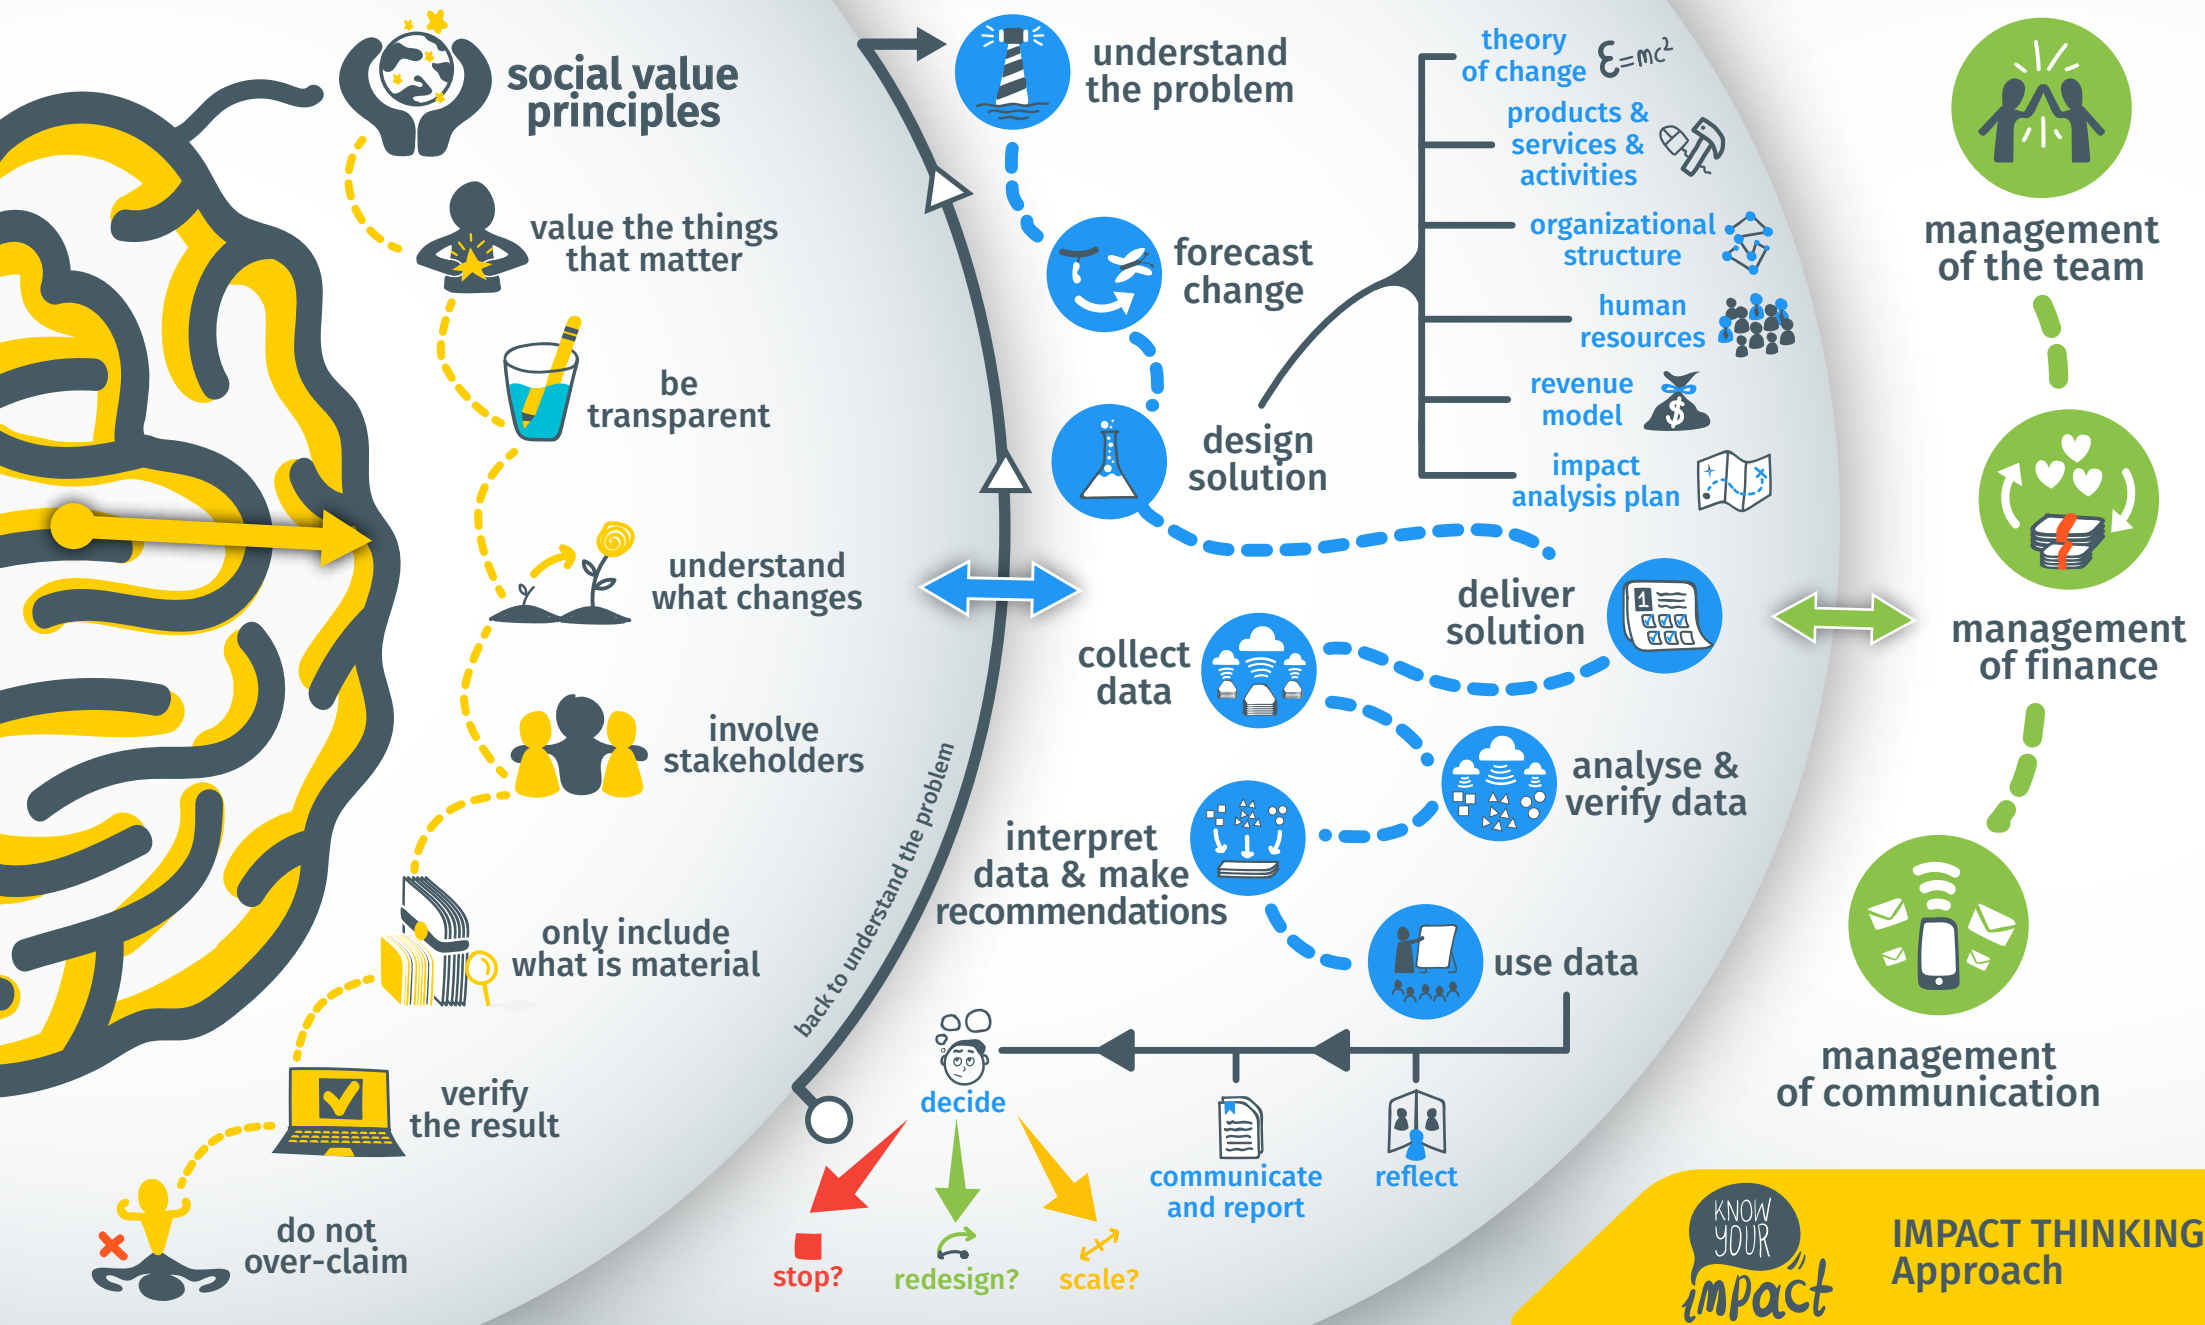 social value
principles
value the things
that matter
be
transparent
understand
what changes
involve
stakeholders
only include
what is material
verify
the result
do not
over-claim
back to understand the problem
understand
the problem
forecast
change
design
solution
theory
of change
E=mc²
products &
services &
activities
organizational
structure
human
resources
revenue
model
$
impact
analysis plan
deliver
solution
1
collect
data
analyse &
verify data
interpret
data & make
recommendations
use data
reflect
communicate
and report
decide
stop?
redesign?
scale?
management
of the team
management
of finance
management
of communication
KNOW
YOUR
impact
IMPACT THINKING
Approach